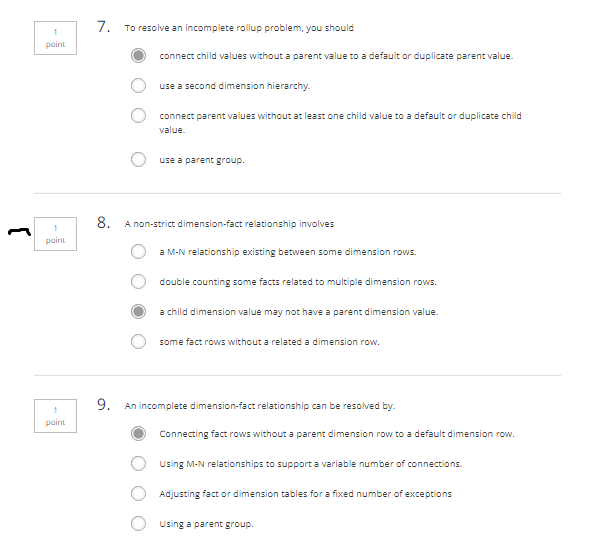 1
point
7. To resolve an incomplete rollup problem, you should
connect child values without a parent value to a default or duplicate parent value.
use a second dimension hierarchy.
connect parent values without at least one child value to a default or duplicate child
value.
use a parent group.
1
point
8. A non-strict dimension-fact relationship involves
a M-N relationship existing between some dimension rows.
double counting some facts related to multiple dimension rows.
a child dimension value may not have a parent dimension value.
some fact rows without a related a dimension row.
1
point
9. An incomplete dimension-fact relationship can be resolved by.
Connecting fact rows without a parent dimension row to a default dimension row.
Using M-N relationships to support a variable number of connections.
Adjusting fact or dimension tables for a fixed number of exceptions
Using a parent group.